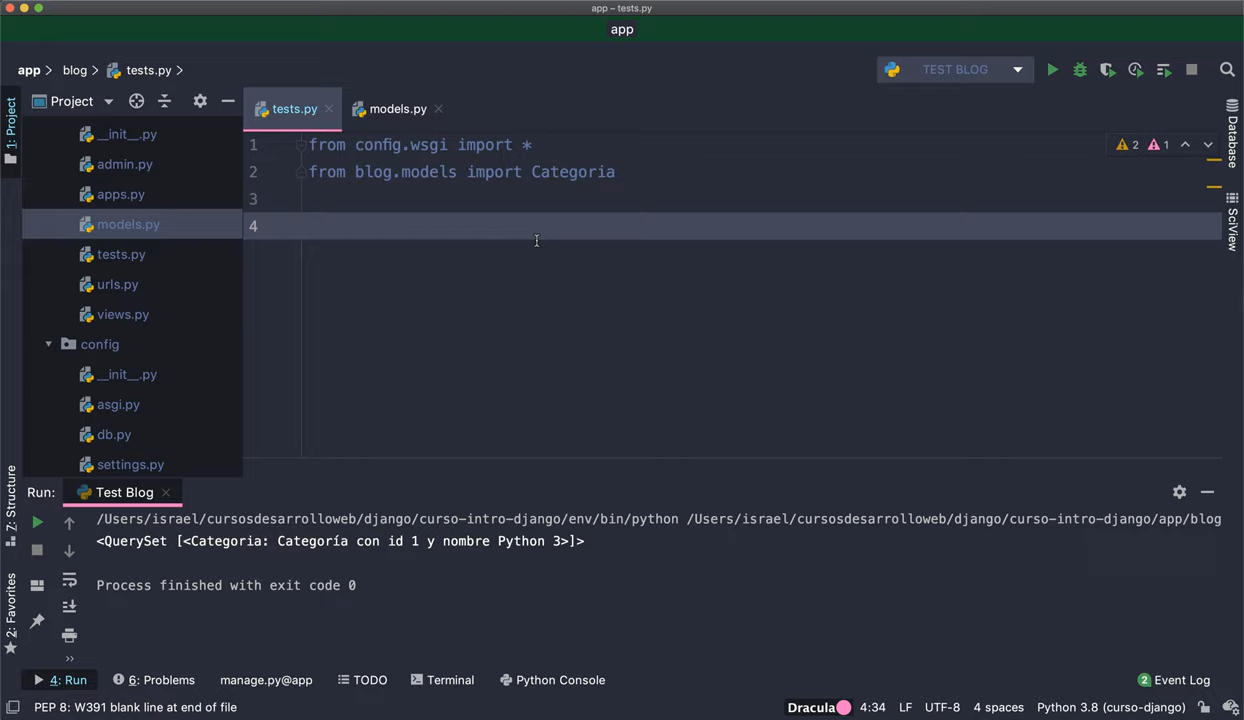 app – tests.py
app
app
blog
tests.py
TEST BLOG
1: Project
Project
tests.py
models.py
__init__.py
admin.py
apps.py
models.py
tests.py
urls.py
views.py
config
__init__.py
asgi.py
db.py
settings.py
1 from config.wsgi import *
2 from blog.models import Categoria
3
4
2
1
Database
SciView
Z: Structure
2: Favorites
Run:
Test Blog
/Users/israel/cursosdesarrolloweb/django/curso-intro-django/env/bin/python /Users/israel/cursosdesarrolloweb/django/curso-intro-django/app/blog
<QuerySet [<Categoria: Categoría con id 1 y nombre Python 3>]>
Process finished with exit code 0
»
4: Run
6: Problems
manage.py@app
TODO
Terminal
Python Console
2 Event Log
PEP 8: W391 blank line at end of file
Dracula
4:34
LF
UTF-8
4 spaces
Python 3.8 (curso-django)